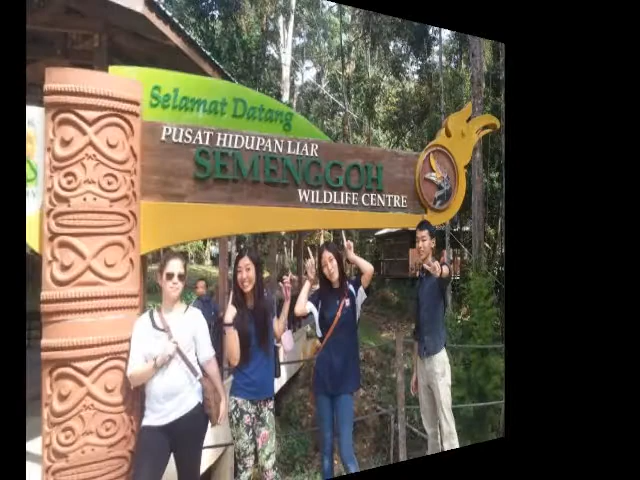 Selamat Datang
PUSAT HIDUPAN LIAR
SEMENGGOH
WILDLIFE CENTRE